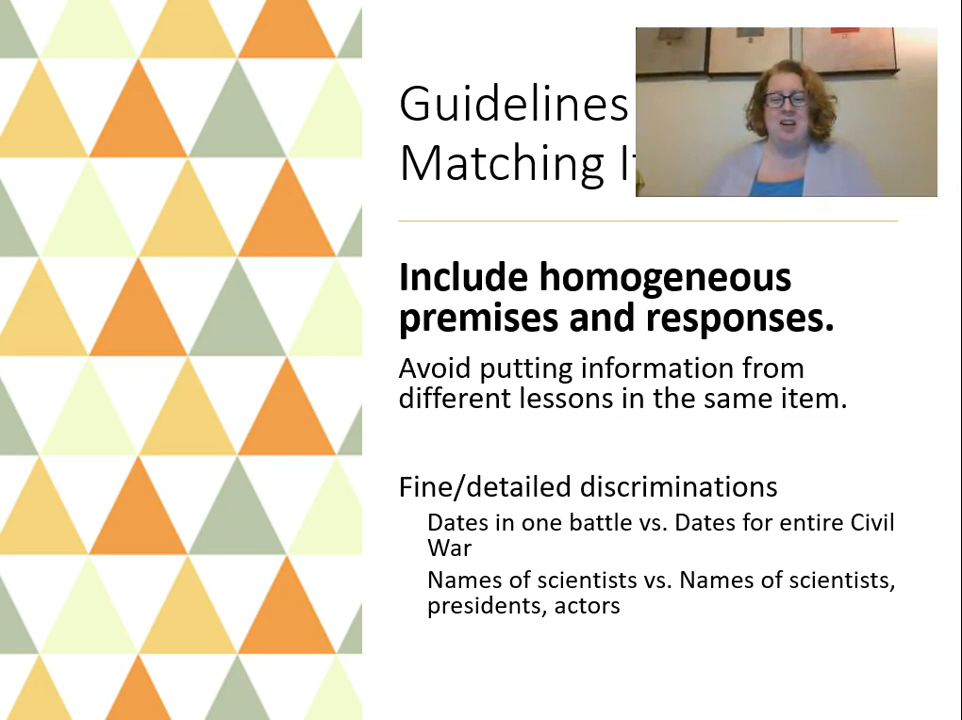 Guidelines
Matching
Include homogeneous
premises and responses.
Avoid putting information from
different lessons in the same item.
Fine/detailed discriminations
Dates in one battle vs. Dates for entire Civil
War
Names of scientists vs. Names of scientists,
presidents, actors